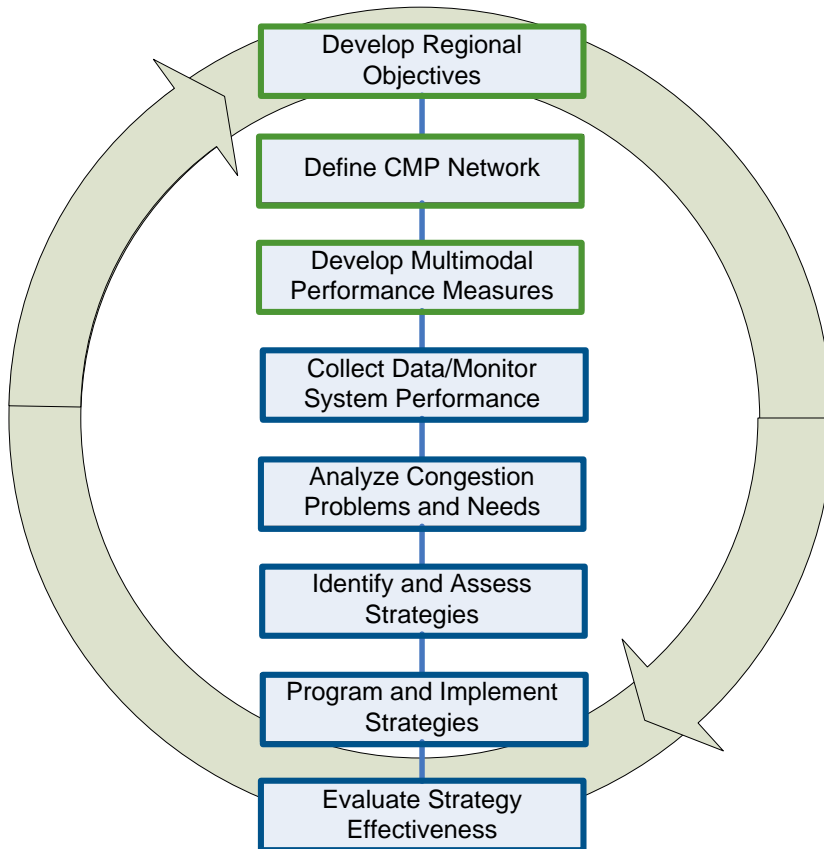 Develop Regional
Objectives
Define CMP Network
Develop Multimodal
Performance Measures
Collect Data/Monitor
System Performance
Analyze Congestion
Problems and Needs
Identify and Assess
Strategies
Program and Implement
Strategies
Evaluate Strategy
Effectiveness